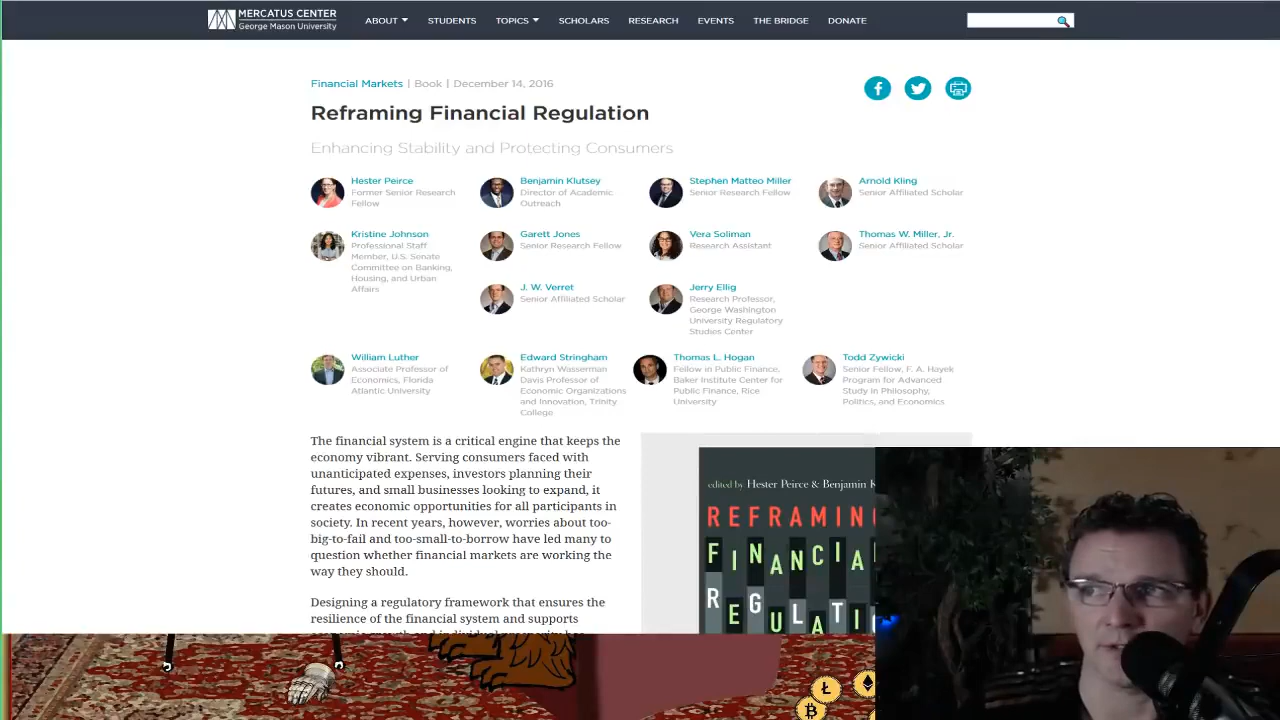 MERCATUS CENTER
George Mason University
ABOUT STUDENTS TOPICS SCHOLARS RESEARCH EVENTS THE BRIDGE DONATE
Financial Markets | Book | December 14, 2016
Reframing Financial Regulation
Enhancing Stability and Protecting Consumers
Hester Peirce
Former Senior Research
Fellow
Benjamin Klutsey
Director of Academic
Outreach
Stephen Matteo Miller
Senior Research Fellow
Arnold Kling
Senior Affiliated Scholar
Kristine Johnson
Professional Staff
Member, U.S. Senate
Committee on Banking,
Housing, and Urban
Affairs
Garett Jones
Senior Research Fellow
Vera Soliman
Research Assistant
Thomas W. Miller, Jr.
Senior Affiliated Scholar
J. W. Verret
Senior Affiliated Scholar
Jerry Ellig
Research Professor,
George Washington
University Regulatory
Studies Center
William Luther
Associate Professor of
Economics, Florida
Atlantic University
Edward Stringham
Kathryn Wasserman
Davis Professor of
Economic Organizations
and Innovation, Trinity
College
Thomas L. Hogan
Fellow in Public Finance,
Baker Institute Center for
Public Finance, Rice
University
Todd Zywicki
Senior Fellow, F. A. Hayek
Program for Advanced
Study in Philosophy,
Politics, and Economics
The financial system is a critical engine that keeps the
economy vibrant. Serving consumers faced with
unanticipated expenses, investors planning their
futures, and small businesses looking to expand, it
creates economic opportunities for all participants in
society. In recent years, however, worries about too-
big-to-fail and too-small-to-borrow have led many to
question whether financial markets are working the
way they should.
Designing a regulatory framework that ensures the
resilience of the financial system and supports
edited by Hester Peirce & Benjamin K
REFRAMING
FINANCIA
REGULATI